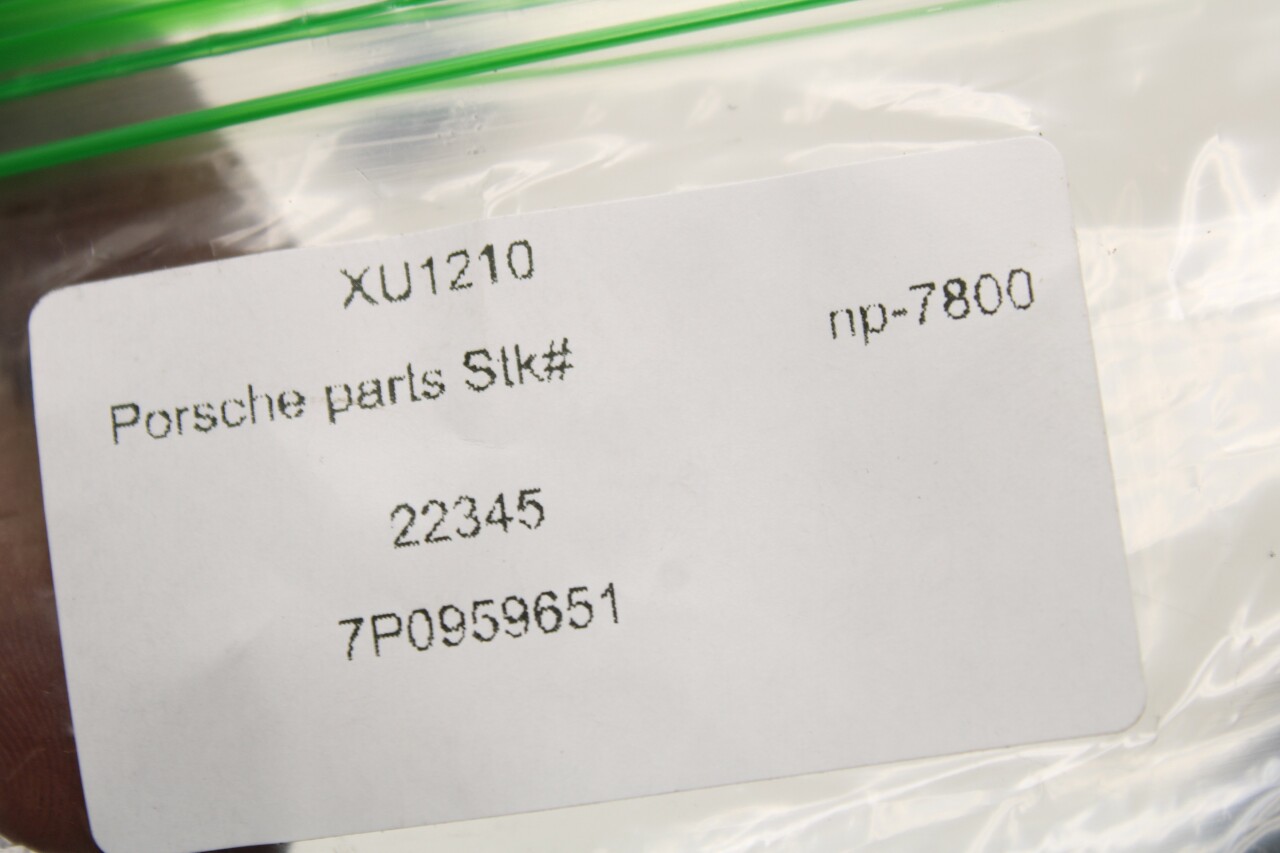 XU1210
np-7800
Porsche parts Stk#
22345
7P0959651